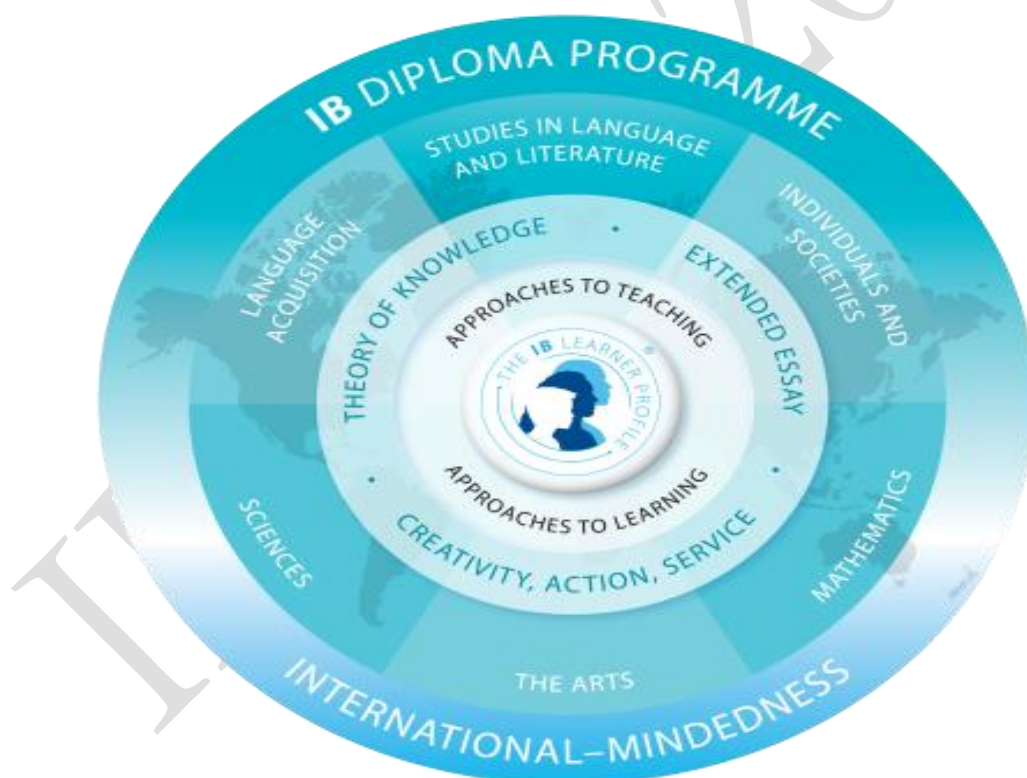 IB DIPLOMA PROGRAMME
STUDIES IN LANGUAGE
AND LITERATURE
LANGUAGE
ACQUISITION
INDIVIDUALS AND
SOCIETIES
THEORY OF KNOWLEDGE
EXTENDED ESSAY
APPROACHES TO TEACHING
THE IB LEARNER PROFILE
®
APPROACHES TO LEARNING
CREATIVITY, ACTION, SERVICE
SCIENCES
MATHEMATICS
THE ARTS
INTERNATIONAL–MINDEDNESS